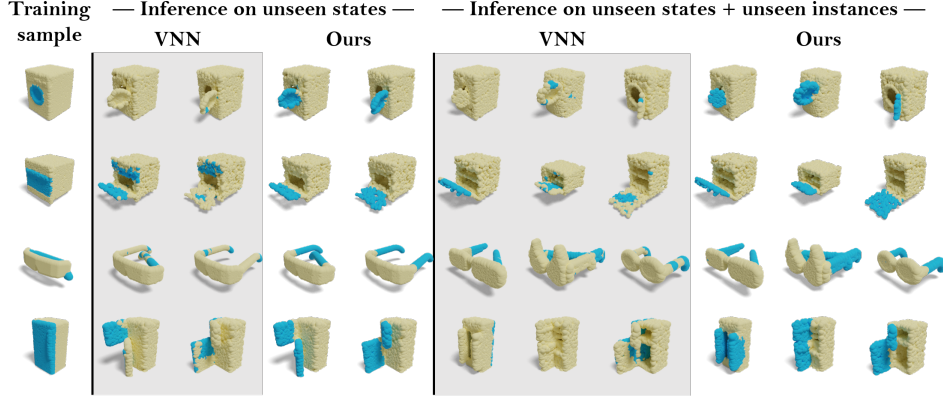 Training
sample
— Inference on unseen states —
— Inference on unseen states + unseen instances —
VNN
Ours
VNN
Ours